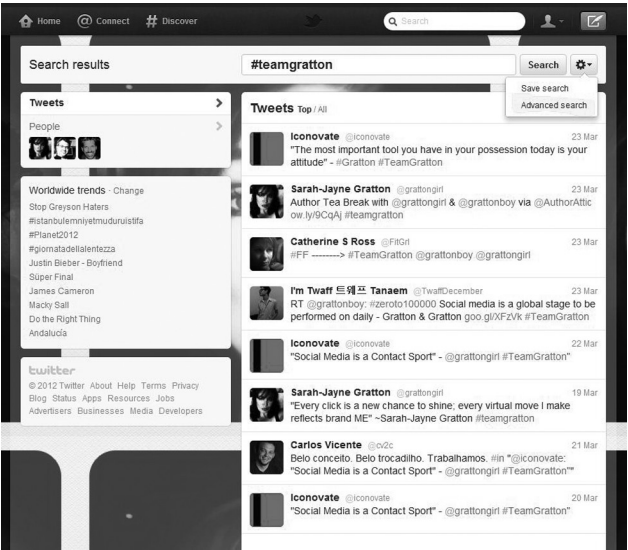 Home Connect Discover Search
Search results #teamgratton Search
Save search
Advanced search
Tweets
People
Worldwide trends · Change
Stop Greyson Haters
#istanbulemniyetmuduruistifa
#Planet2012
#giornatadellalentezza
Justin Bieber - Boyfriend
Süper Final
James Cameron
Macky Sall
Do the Right Thing
Andalucía
twitter
© 2012 Twitter About Help Terms Privacy
Blog Status Apps Resources Jobs
Advertisers Businesses Media Developers
Tweets Top / All
Iconovate @iconovate 23 Mar
"The most important tool you have in your possession today is your
attitude" - #Gratton #TeamGratton
Sarah-Jayne Gratton @grattongirl 23 Mar
Author Tea Break with @grattongirl & @grattonboy via @AuthorAttic
ow.ly/9CqAj #teamgratton
Catherine S Ross @FitGrl 23 Mar
#FF --------> #TeamGratton @grattonboy @grattongirl
I'm Twaff 트웨프 Tanaem @TwaffDecember 23 Mar
RT @grattonboy: #zeroto100000 Social media is a global stage to be
performed on daily - Gratton & Gratton goo.gl/XFzVk #TeamGratton
Iconovate @iconovate 22 Mar
"Social Media is a Contact Sport" - @grattongirl #TeamGratton"
Sarah-Jayne Gratton @grattongirl 19 Mar
"Every click is a new chance to shine; every virtual move I make
reflects brand ME" ~Sarah-Jayne Gratton #teamgratton
Carlos Vicente @cv2c 21 Mar
Belo conceito. Belo trocadilho. Trabalhamos. #in "@iconovate:
"Social Media is a Contact Sport" - @grattongirl #TeamGratton""
Iconovate @iconovate 20 Mar
"Social Media is a Contact Sport" - @grattongirl #TeamGratton"